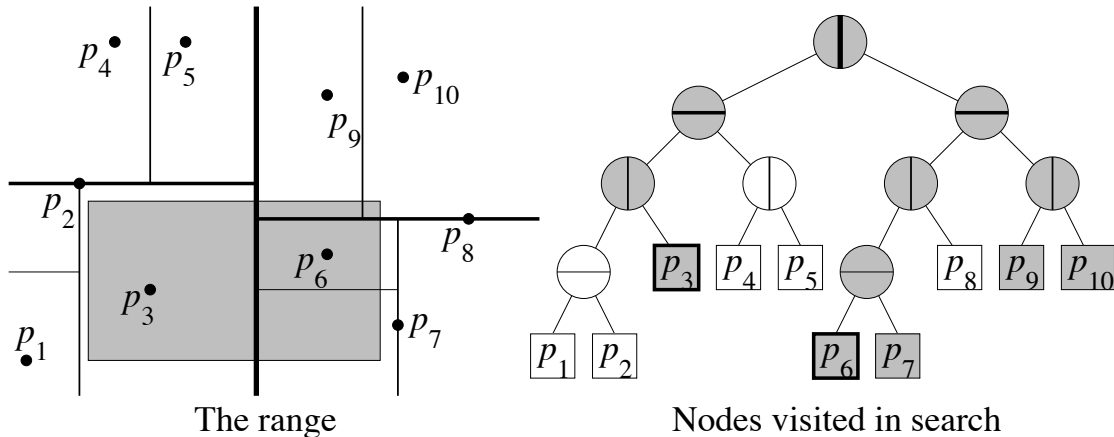 p4 p5
p10
p9
p2
p8
p6
p3
p7
p1
The range
p3 p4 p5 p8 p9 p10
p1 p2 p6 p7
Nodes visited in search